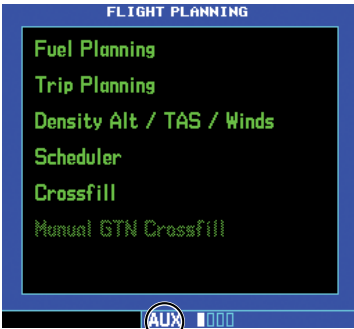 FLIGHT PLANNING
Fuel Planning
Trip Planning
Density Alt / TAS / Winds
Scheduler
Crossfill
Manual GTN Crossfill
AUX